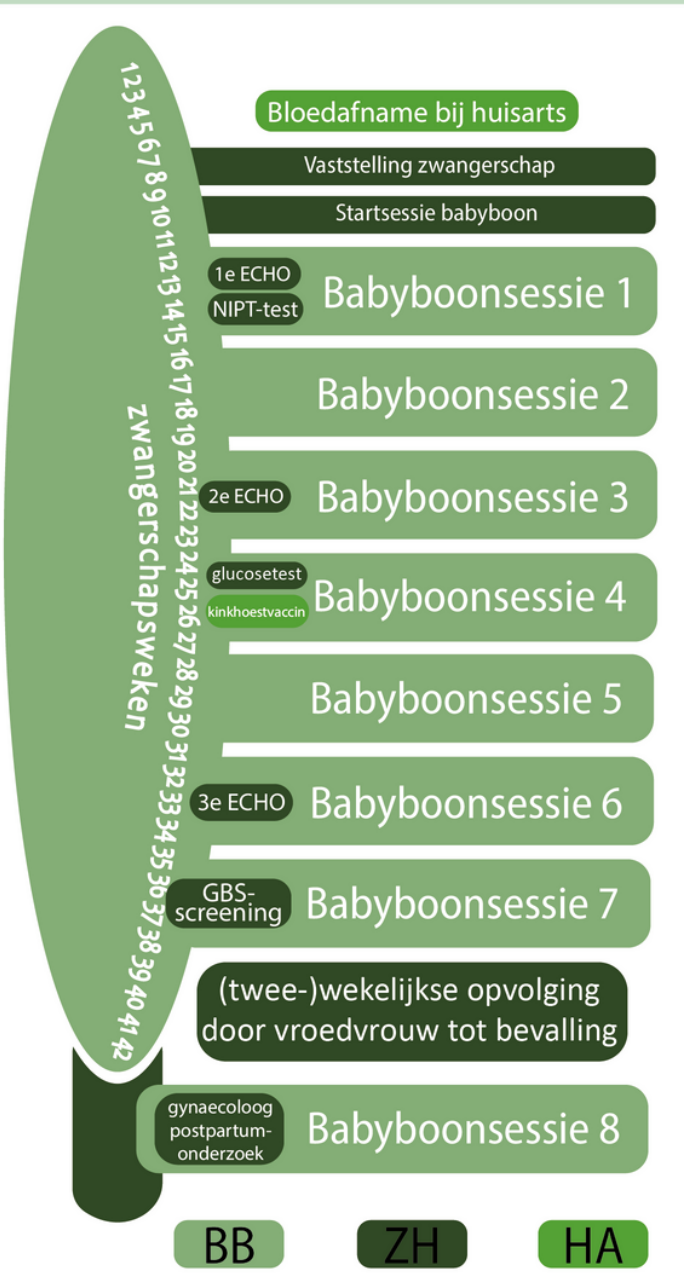 1 2 3 4 5 6 7 8 9 10 11 12 13 14 15 16 17 18 19 20 21 22 23 24 25 26 27 28 29 30 31 32 33 34 35 36 37 38 39 40 41 42
zwangerschapsweken
Bloedafname bij huisarts
Vaststelling zwangerschap
Startsessie babyboon
1e ECHO
NIPT-test
Babyboonsessie 1
Babyboonsessie 2
2e ECHO
Babyboonsessie 3
glucosetest
kinkhoestvaccin
Babyboonsessie 4
Babyboonsessie 5
3e ECHO
Babyboonsessie 6
GBS-
screening
Babyboonsessie 7
(twee-)wekelijkse opvolging
door vroedvrouw tot bevalling
gynaecoloog
postpartum-
onderzoek
Babyboonsessie 8
BB
ZH
HA